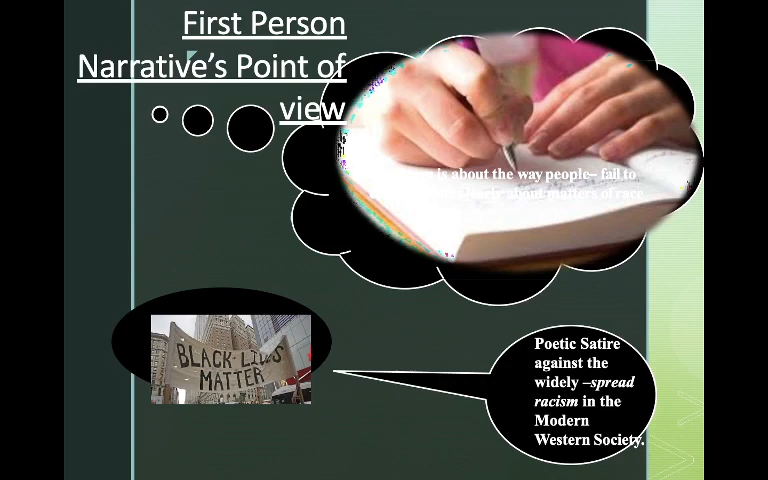 First Person
Narrative’s Point of
view
is about the way people– fail to
about matters of race
BLACK LIVES
MATTER
Poetic Satire
against the
widely –spread
racism in the
Modern
Western Society.